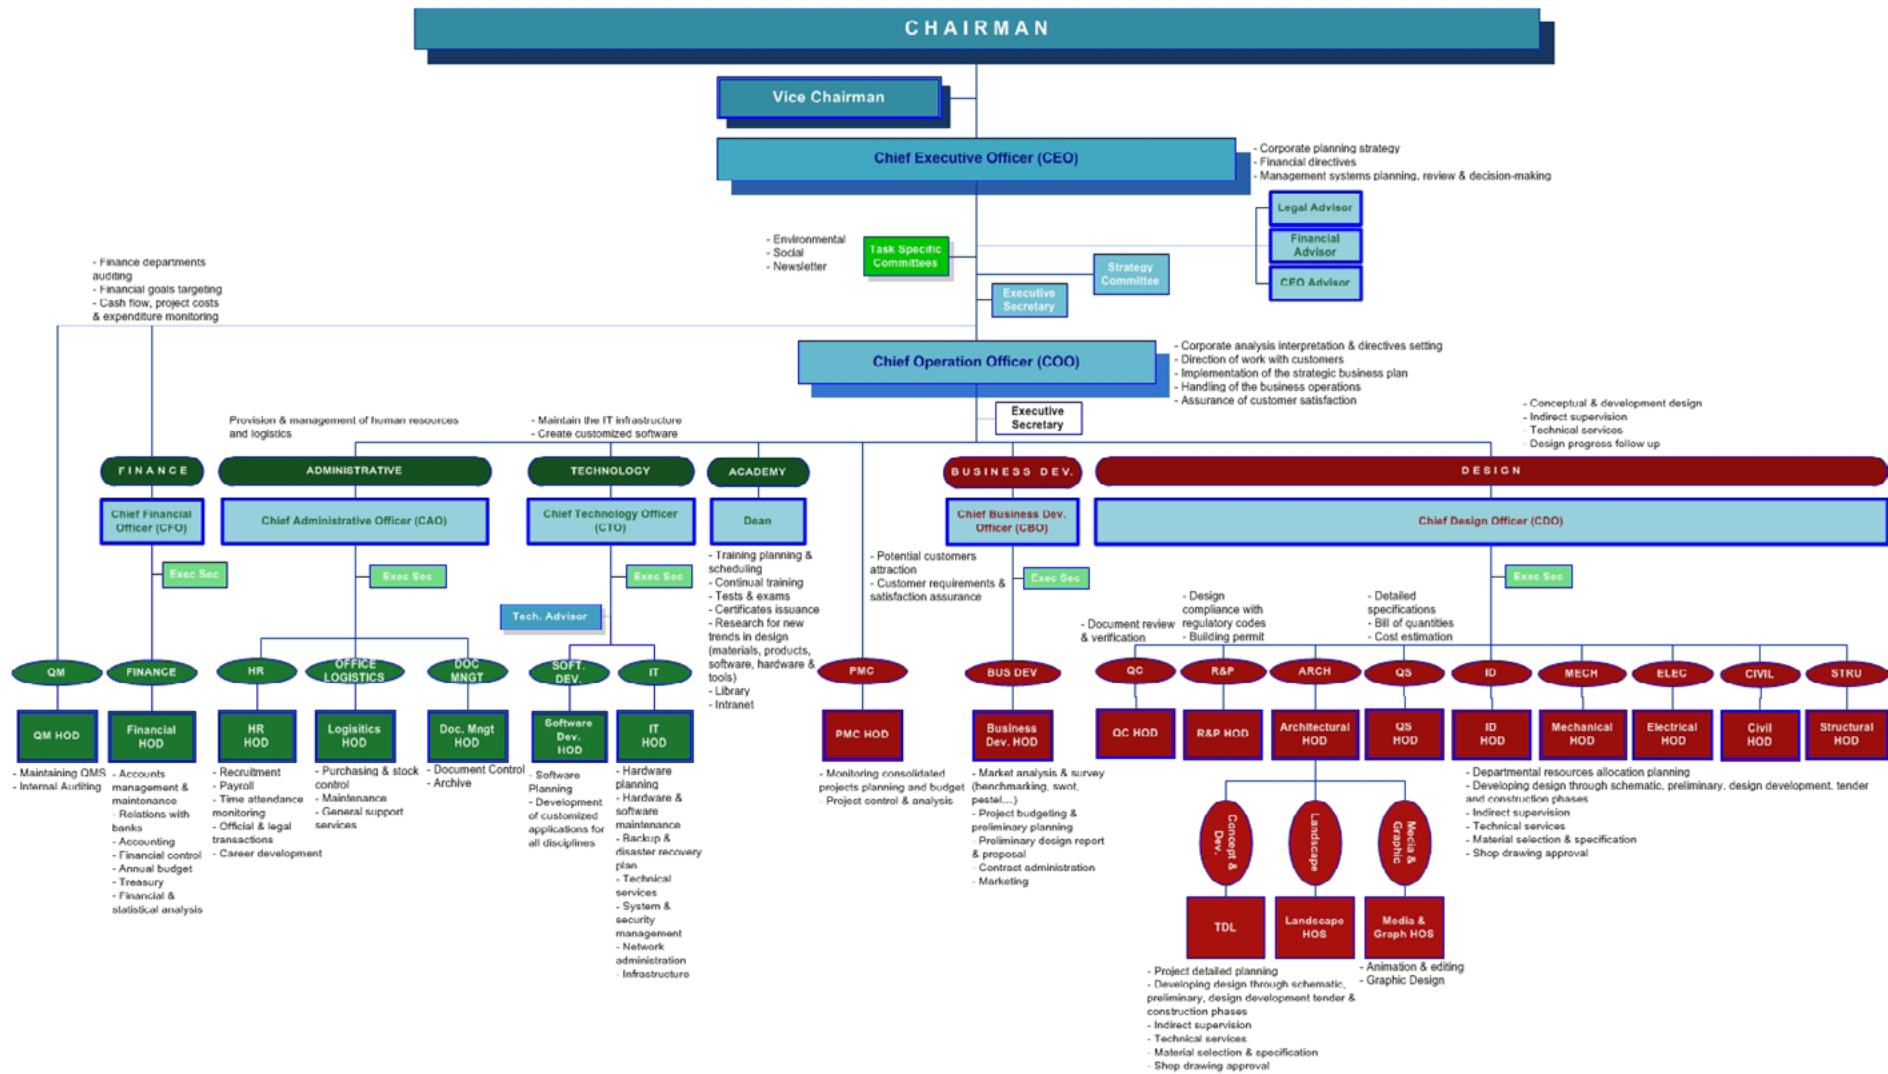 CHAIRMAN
Vice Chairman
Chief Executive Officer (CEO)
- Corporate planning strategy
- Financial directives
- Management systems planning, review & decision-making
Legal Advisor
Financial
Advisor
CEO Advisor
- Environmental
- Social
- Newsletter
Task Specific
Committees
Strategy
Committee
Executive
Secretary
- Finance departments
auditing
- Financial goals targeting
- Cash flow, project costs
& expenditure monitoring
Chief Operation Officer (COO)
- Corporate analysis interpretation & directives setting
- Direction of work with customers
- Implementation of the strategic business plan
- Handling of the business operations
- Assurance of customer satisfaction
Executive
Secretary
Provision & management of human resources
and logistics
- Maintain the IT infrastructure
- Create customized software
- Conceptual & development design
- Indirect supervision
- Technical services
- Design progress follow up
FINANCE
ADMINISTRATIVE
TECHNOLOGY
ACADEMY
BUSINESS DEV.
DESIGN
Chief Financial
Officer (CFO)
Chief Administrative Officer (CAO)
Chief Technology Officer
(CTO)
Dean
Chief Business Dev.
Officer (CBO)
Chief Design Officer (CDO)
Exec Sec
Exec Sec
Exec Sec
Exec Sec
Exec Sec
Tech. Advisor
- Training planning &
scheduling
- Continual training
- Tests & exams
- Certificates issuance
- Research for new
trends in design
(materials, products,
software, hardware &
tools)
- Library
- Intranet
- Potential customers
attraction
- Customer requirements &
satisfaction assurance
- Document review
& verification
- Design
compliance with
regulatory codes
- Building permit
- Detailed
specifications
- Bill of quantities
- Cost estimation
QM
FINANCE
HR
OFFICE
LOGISTICS
DOC
MNGT
SOFT.
DEV.
IT
PMC
BUS DEV
QC
R&P
ARCH
QS
ID
MECH
ELEC
CIVIL
STRU
QM HOD
Financial
HOD
HR
HOD
Logisitics
HOD
Doc. Mngt
HOD
Software
Dev.
HOD
IT
HOD
PMC HOD
Business
Dev. HOD
QC HOD
R&P HOD
Architectural
HOD
QS
HOD
ID
HOD
Mechanical
HOD
Electrical
HOD
Civil
HOD
Structural
HOD
- Maintaining QMS
- Internal Auditing
- Accounts
management &
maintenance
- Relations with
banks
- Accounting
- Financial control
- Annual budget
- Treasury
- Financial &
statistical analysis
- Recruitment
- Payroll
- Time attendance
monitoring
- Official & legal
transactions
- Career development
- Purchasing & stock
control
- Maintenance
- General support
services
- Document Control
- Archive
- Software
Planning
- Development
of customized
applications for
all disciplines
- Hardware
planning
- Hardware &
software
maintenance
- Backup &
disaster recovery
plan
- Technical
services
- System &
security
management
- Network
administration
- Infrastructure
- Monitoring consolidated
projects planning and budget
- Project control & analysis
- Market analysis & survey
(benchmarking, swot,
pestel...)
- Project budgeting &
preliminary planning
- Preliminary design report
& proposal
- Contract administration
- Marketing
- Departmental resources allocation planning
- Developing design through schematic, preliminary, design development, tender
and construction phases
- Indirect supervision
- Technical services
- Material selection & specification
- Shop drawing approval
Concept &
Dev.
Landscape
Media &
Graphic
TDL
Landscape
HOS
Media &
Graph HOS
- Project detailed planning
- Developing design through schematic,
preliminary, design development tender &
construction phases
- Indirect supervision
- Technical services
- Material selection & specification
- Shop drawing approval
- Animation & editing
- Graphic Design